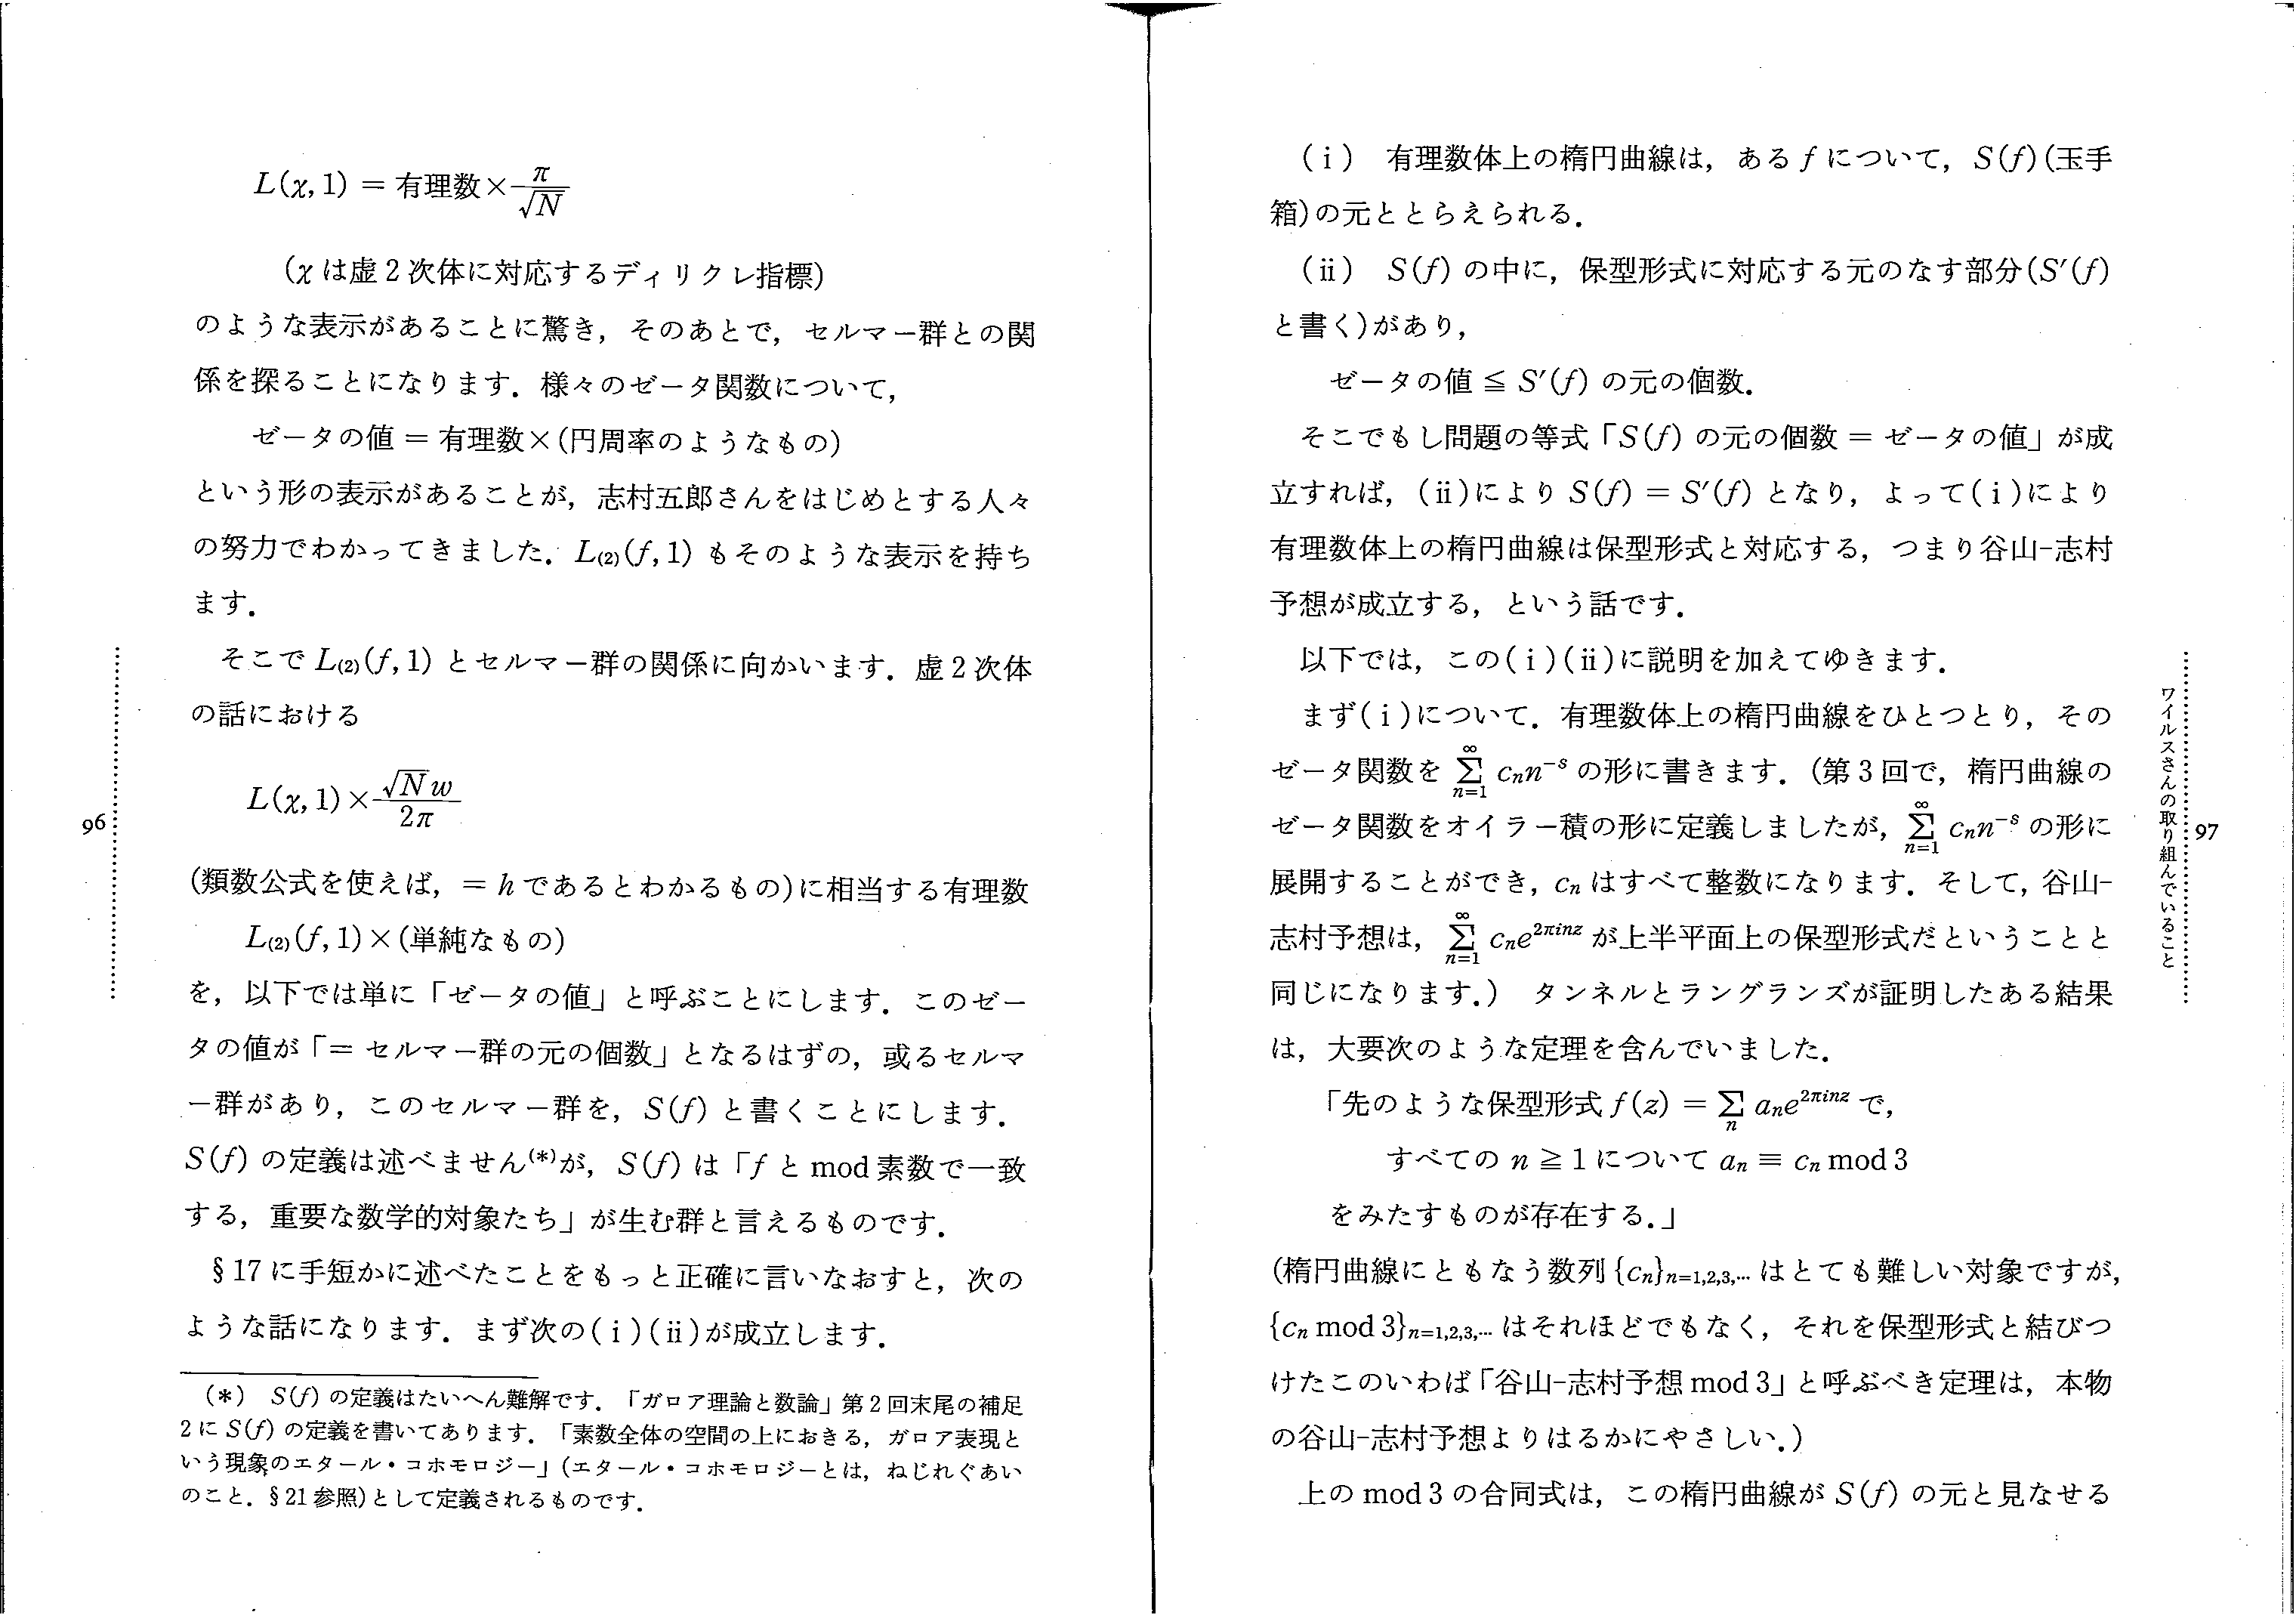 L(χ, 1) = 有理数×π/√N
(χは虚2次体に対応するディリクレ指標)
のような表示があることに驚き，そのあとで，セルマー群との関
係を探ることになります．様々のゼータ関数について，
ゼータの値 = 有理数×(円周率のようなもの)
という形の表示があることが，志村五郎さんをはじめとする人々
の努力でわかってきました．L₍₂₎(f, 1) もそのような表示を持ち
ます．
そこで L₍₂₎(f, 1) とセルマー群の関係に向かいます．虚2次体
の話における
L(χ, 1)×√N w/2π
(類数公式を使えば，= h であるとわかるもの)に相当する有理数
L₍₂₎(f, 1)×(単純なもの)
を，以下では単に「ゼータの値」と呼ぶことにします．このゼー
タの値が「= セルマー群の元の個数」となるはずの，或るセルマ
ー群があり，このセルマー群を，S(f) と書くことにします．
S(f) の定義は述べません(*)が，S(f) は「f と mod 素数で一致
する，重要な数学的対象たち」が生む群と言えるものです．
§17に手短かに述べたことをもっと正確に言いなおすと，次の
ような話になります．まず次の(i)(ii)が成立します．
(*) S(f) の定義はたいへん難解です．「ガロア理論と数論」第2回末尾の補足
2に S(f) の定義を書いてあります．「素数全体の空間の上におきる，ガロア表現と
いう現象のエタール・コホモロジー」(エタール・コホモロジーとは，ねじれぐあい
のこと．§21参照)として定義されるものです．
96
(i) 有理数体上の楕円曲線は，ある f について，S(f)(玉手
箱)の元ととらえられる．
(ii) S(f) の中に，保型形式に対応する元のなす部分(S′(f)
と書く)があり，
ゼータの値 ≦ S′(f) の元の個数．
そこでもし問題の等式「S(f) の元の個数 = ゼータの値」が成
立すれば，(ii)により S(f) = S′(f) となり，よって(i)により
有理数体上の楕円曲線は保型形式と対応する，つまり谷山-志村
予想が成立する，という話です．
以下では，この(i)(ii)に説明を加えてゆきます．
まず(i)について．有理数体上の楕円曲線をひとつとり，その
ゼータ関数を ∑_{n=1}^{∞} cₙn⁻ˢ の形に書きます．(第3回で，楕円曲線の
ゼータ関数をオイラー積の形に定義しましたが，∑_{n=1}^{∞} cₙn⁻ˢ の形に
展開することができ，cₙ はすべて整数になります．そして，谷山-
志村予想は，∑_{n=1}^{∞} cₙe^{2πinz} が上半平面上の保型形式だということと
同じになります．) タンネルとラングランズが証明したある結果
は，大要次のような定理を含んでいました．
「先のような保型形式 f(z) = ∑_{n} aₙe^{2πinz} で，
すべての n ≧ 1 について aₙ ≡ cₙ mod 3
をみたすものが存在する．」
(楕円曲線にともなう数列 {cₙ}_{n=1,2,3,…} はとても難しい対象ですが，
{cₙ mod 3}_{n=1,2,3,…} はそれほどでもなく，それを保型形式と結びつ
けたこのいわば「谷山-志村予想 mod 3」と呼ぶべき定理は，本物
の谷山-志村予想よりはるかにやさしい．)
上の mod 3 の合同式は，この楕円曲線が S(f) の元と見なせる
ワイルスさんの取り組んでいること
97